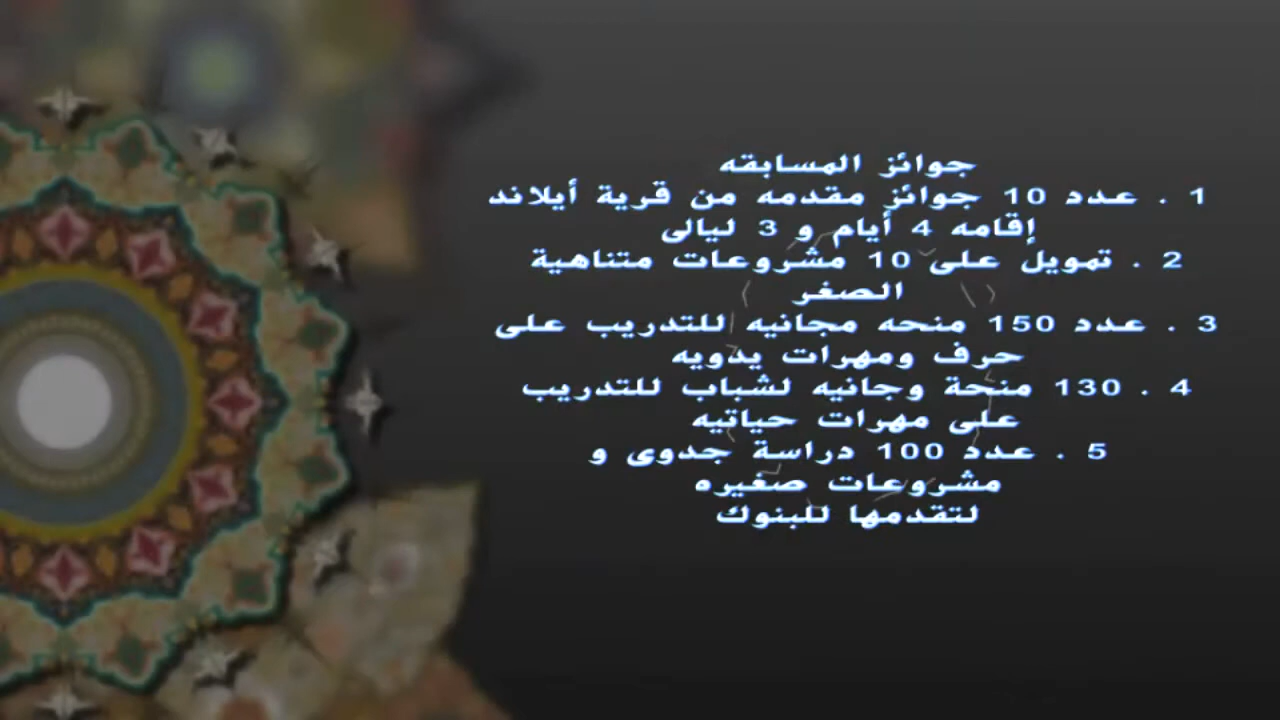 جوائز المسابقه
1 . عدد 10 جوائز مقدمه من قرية أيلاند
إقامه 4 أيام و 3 ليالى
2 . تمويل على 10 مشروعات متناهية
الصغر
3 . عدد 150 منحه مجانيه للتدريب على
حرف ومهرات يدويه
4 . 130 منحة وجانيه لشباب للتدريب
على مهرات حياتيه
5 . عدد 100 دراسة جدوى و
مشروعات صغيره
لتقدمها للبنوك